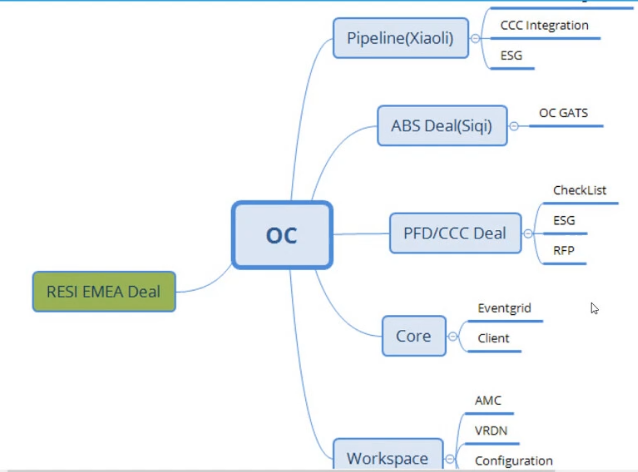 Pipeline(Xiaoli)
CCC Integration
ESG
ABS Deal(Siqi)
OC GATS
OC
PFD/CCC Deal
CheckList
ESG
RFP
RESI EMEA Deal
Core
Eventgrid
Client
Workspace
AMC
VRDN
Configuration